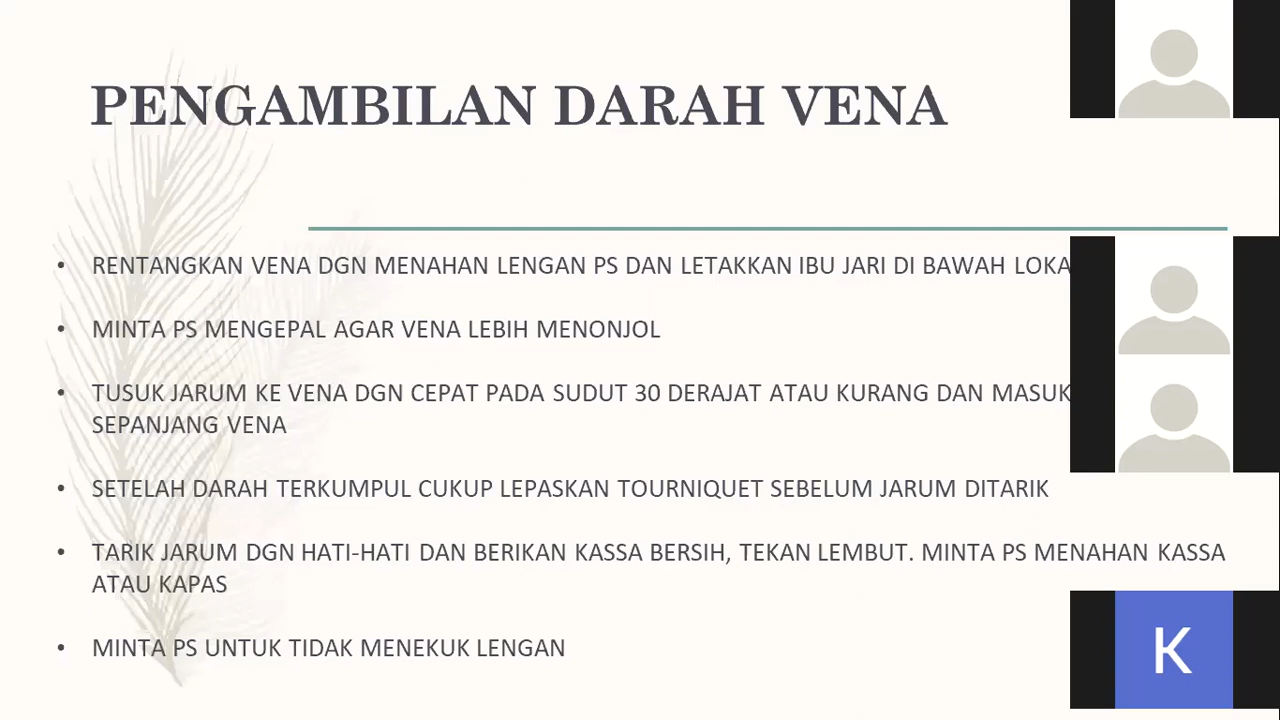 PENGAMBILAN DARAH VENA
• RENTANGKAN VENA DGN MENAHAN LENGAN PS DAN LETAKKAN IBU JARI DI BAWAH
• MINTA PS MENGEPAL AGAR VENA LEBIH MENONJOL
• TUSUK JARUM KE VENA DGN CEPAT PADA SUDUT 30 DERAJAT ATAU KURANG DAN MASUK
SEPANJANG VENA
• SETELAH DARAH TERKUMPUL CUKUP LEPASKAN TOURNIQUET SEBELUM JARUM DITARIK
• TARIK JARUM DGN HATI-HATI DAN BERIKAN KASSA BERSIH, TEKAN LEMBUT. MINTA PS MENAHAN KASSA
ATAU KAPAS
• MINTA PS UNTUK TIDAK MENEKUK LENGAN
K